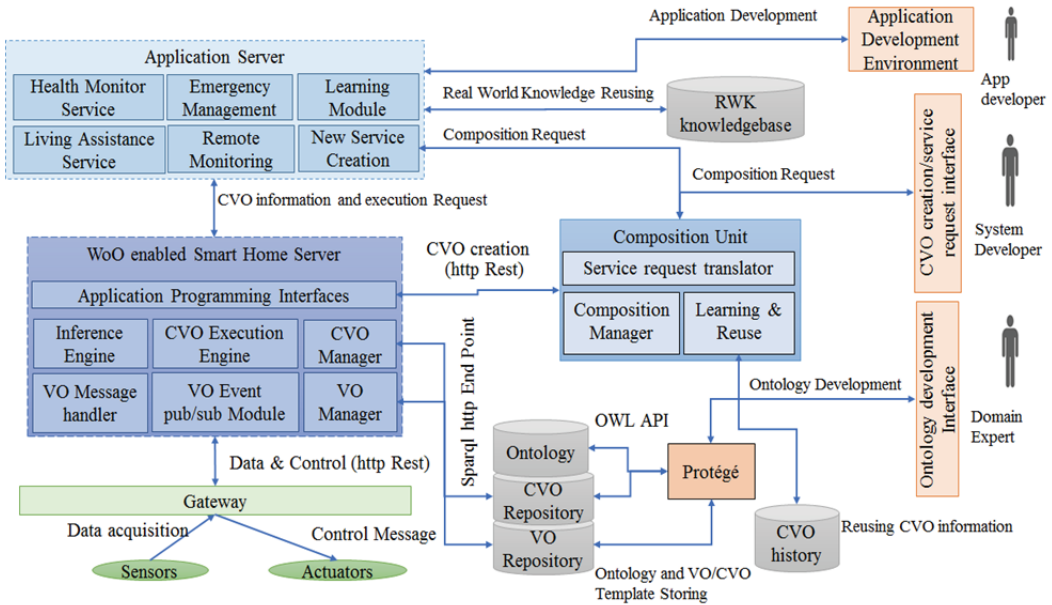 Application Development
Application
Development
Environment
App
developer
Application Server
Health Monitor
Service
Emergency
Management
Learning
Module
Living Assistance
Service
Remote
Monitoring
New Service
Creation
Real World Knowledge Reusing
RWK
knowledgebase
Composition Request
Composition Request
CVO creation/service
request interface
System
Developer
CVO information and execution Request
WoO enabled Smart Home Server
Application Programming Interfaces
Inference
Engine
CVO Execution
Engine
CVO
Manager
VO Message
handler
VO Event
pub/sub Module
VO
Manager
CVO creation
(http Rest)
Composition Unit
Service request translator
Composition
Manager
Learning &
Reuse
Sparql http End Point
Ontology Development
Ontology development
Interface
Domain
Expert
OWL API
Ontology
CVO
Repository
VO
Repository
Protégé
CVO
history
Reusing CVO information
Ontology and VO/CVO
Template Storing
Data & Control (http Rest)
Gateway
Data acquisition
Control Message
Sensors
Actuators